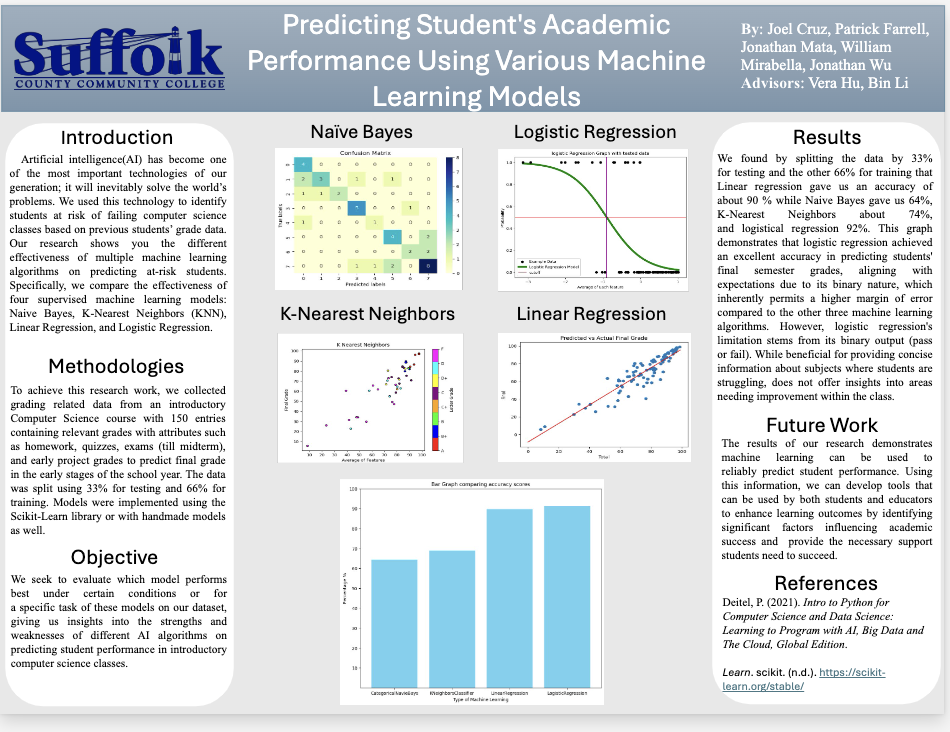 Suffolk
COUNTY COMMUNITY COLLEGE
Predicting Student's Academic
Performance Using Various Machine
Learning Models
By: Joel Cruz, Patrick Farrell,
Jonathan Mata, William
Mirabella, Jonathan Wu
Advisors: Vera Hu, Bin Li
Introduction
Artificial intelligence(AI) has become one
of the most important technologies of our
generation; it will inevitably solve the world's
problems. We used this technology to identify
students at risk of failing computer science
classes based on previous students' grade data.
Our research shows you the different
effectiveness of multiple machine learning
algorithms on predicting at-risk students.
Specifically, we compare the effectiveness of
four supervised machine learning models:
Naive Bayes, K-Nearest Neighbors (KNN),
Linear Regression, and Logistic Regression.
Methodologies
To achieve this research work, we collected
grading related data from an introductory
Computer Science course with 150 entries
containing relevant grades with attributes such
as homework, quizzes, exams (till midterm),
and early project grades to predict final grade
in the early stages of the school year. The data
was split using 33% for testing and 66% for
training. Models were implemented using the
Scikit-Learn library or with handmade models
as well.
Objective
We seek to evaluate which model performs
best under certain conditions or for
a specific task of these models on our dataset,
giving us insights into the strengths and
weaknesses of different AI algorithms on
predicting student performance in introductory
computer science classes.
Naïve Bayes
Confusion Matrix
True labels
Predicted labels
Logistic Regression
logistic Regression Graph with tested data
Example Data
Logistic Regression Model
cutoff
Average of Each feature
K-Nearest Neighbors
K Nearest Neighbors
Final Grade
Letter Grade
Average of Features
Linear Regression
Predicted vs Actual Final Grade
Total
Bar Graph comparing accuracy scores
Percentage %
100
90
80
70
60
50
40
30
20
10
CategoricalNavieBays KNeighborsClassifier LinearRegression LogisticRegression
Type of Machine Learning
Results
We found by splitting the data by 33%
for testing and the other 66% for training that
Linear regression gave us an accuracy of
about 90 % while Naive Bayes gave us 64%,
K-Nearest Neighbors about 74%,
and logistical regression 92%. This graph
demonstrates that logistic regression achieved
an excellent accuracy in predicting students'
final semester grades, aligning with
expectations due to its binary nature, which
inherently permits a higher margin of error
compared to the other three machine learning
algorithms. However, logistic regression's
limitation stems from its binary output (pass
or fail). While beneficial for providing concise
information about subjects where students are
struggling, does not offer insights into areas
needing improvement within the class.
Future Work
The results of our research demonstrates
machine learning can be used to
reliably predict student performance. Using
this information, we can develop tools that
can be used by both students and educators
to enhance learning outcomes by identifying
significant factors influencing academic
success and provide the necessary support
students need to succeed.
References
Deitel, P. (2021). Intro to Python for
Computer Science and Data Science:
Learning to Program with AI, Big Data and
The Cloud, Global Edition.
Learn. scikit. (n.d.). https://scikit-
learn.org/stable/